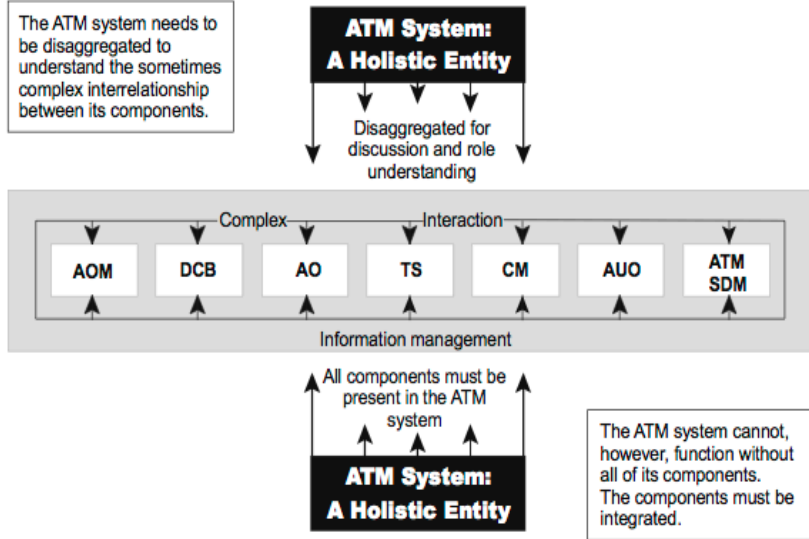 The ATM system needs to
be disaggregated to
understand the sometimes
complex interrelationship
between its components.
ATM System:
A Holistic Entity
Disaggregated for
discussion and role
understanding
Complex
Interaction
AOM
DCB
AO
TS
CM
AUO
ATM
SDM
Information management
All components must be
present in the ATM
system
ATM System:
A Holistic Entity
The ATM system cannot,
however, function without
all of its components.
The components must be
integrated.